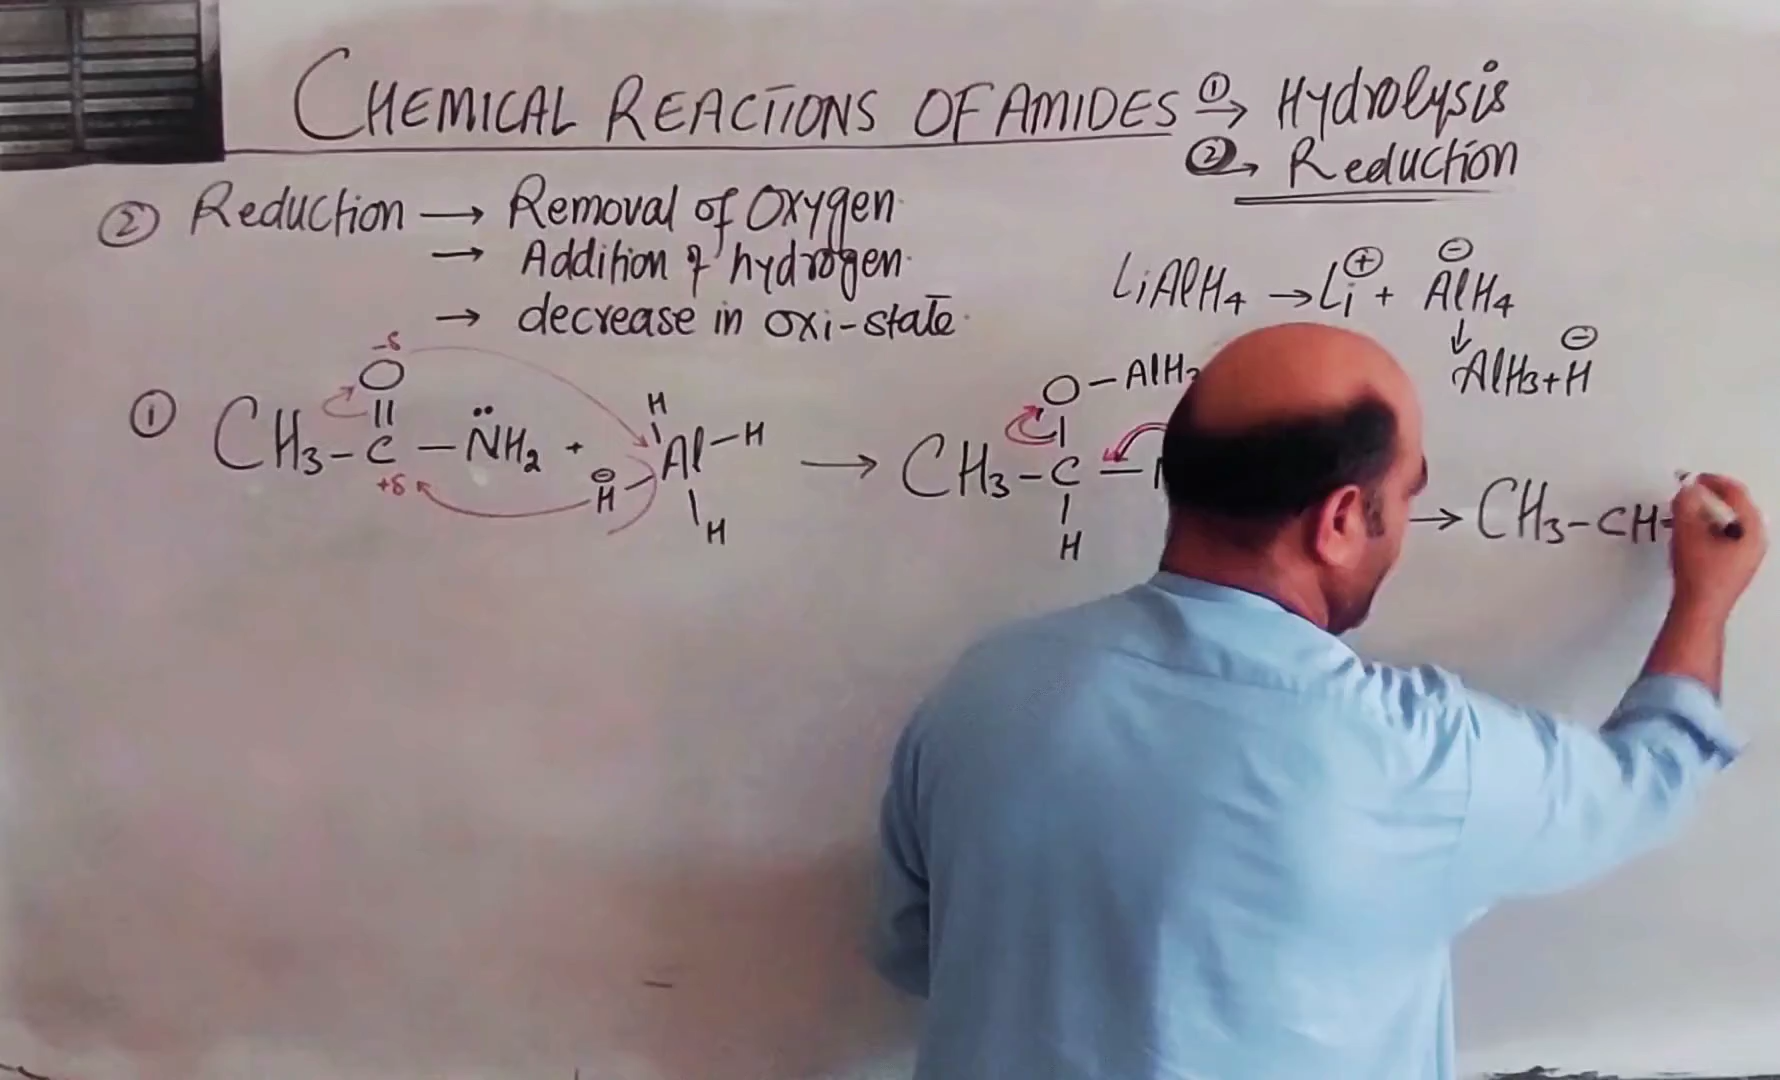 CHEMICAL REACTIONS OF AMIDES ① → Hydrolysis
② → Reduction
② Reduction → Removal of Oxygen
→ Addition of hydrogen
→ decrease in oxi-state
LiAlH4 → Li⊕ + ⊖AlH4
↓
AlH3 + H⊖
① CH3-C-N̈H2 + Al-H → CH3-C- → CH3-CH
-δ
O
||
+δ
H
⊖
H
H
O-AlH
H